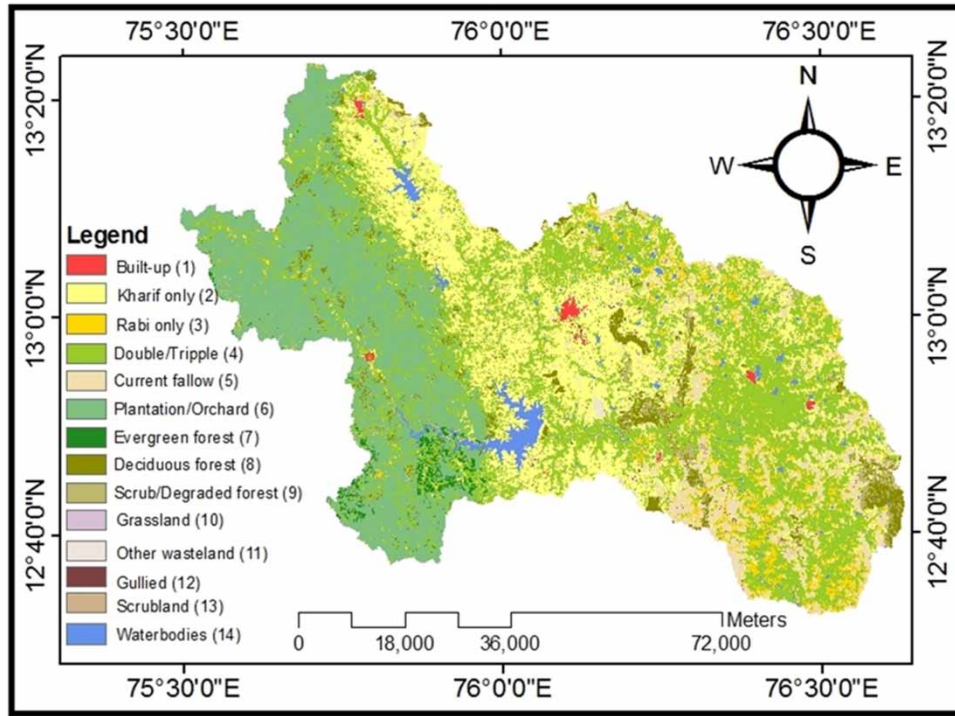 75°30'0"E 76°0'0"E 76°30'0"E
13°20'0"N 13°20'0"N
N
W E
S
13°0'0"N 13°0'0"N
Legend
Built-up (1)
Kharif only (2)
Rabi only (3)
Double/Tripple (4)
Current fallow (5)
Plantation/Orchard (6)
Evergreen forest (7)
Deciduous forest (8)
Scrub/Degraded forest (9)
Grassland (10)
Other wasteland (11)
Gullied (12)
Scrubland (13)
Waterbodies (14)
12°40'0"N 12°40'0"N
Meters
0 18,000 36,000 72,000
75°30'0"E 76°0'0"E 76°30'0"E